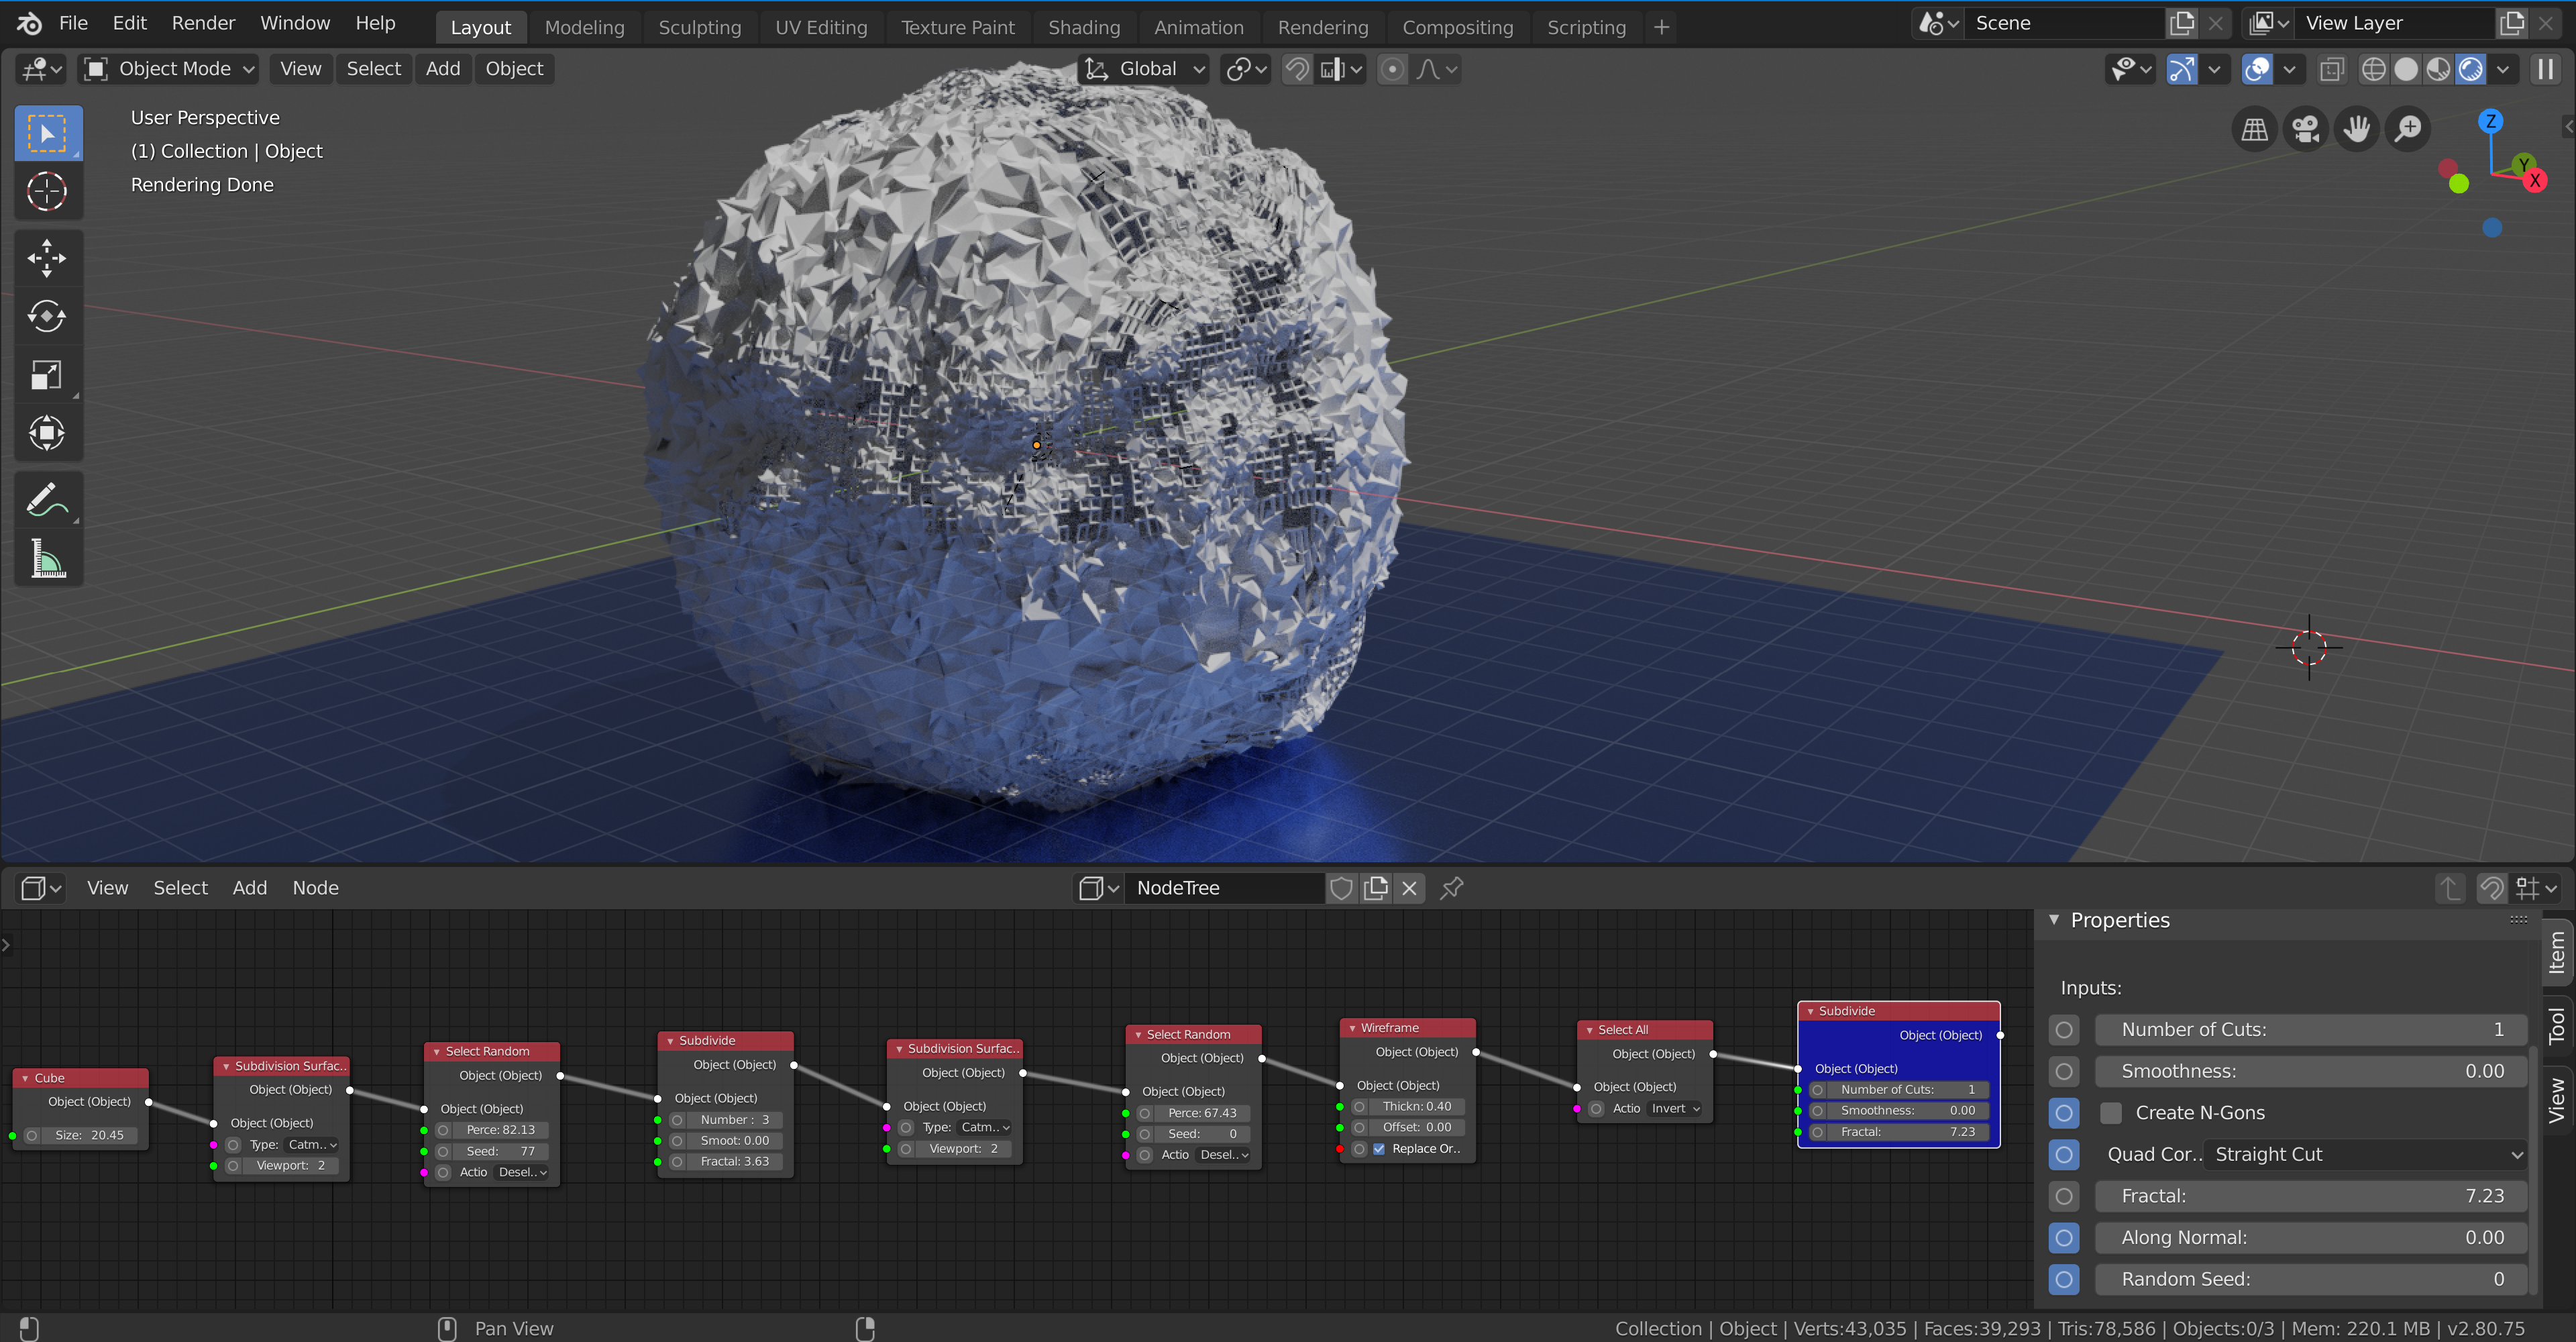 File Edit Render Window Help Layout Modeling Sculpting UV Editing Texture Paint Shading Animation Rendering Compositing Scripting + Scene View Layer
Object Mode View Select Add Object Global
User Perspective
(1) Collection | Object
Rendering Done
Z
Y
X
View Select Add Node NodeTree
Cube
Object (Object)
Size: 20.45
Subdivision Surfac..
Object (Object)
Object (Object)
Type: Catm..
Viewport: 2
Select Random
Object (Object)
Object (Object)
Perce: 82.13
Seed: 77
Actio Desel..
Subdivide
Object (Object)
Object (Object)
Number : 3
Smoot: 0.00
Fractal: 3.63
Subdivision Surfac..
Object (Object)
Object (Object)
Type: Catm..
Viewport: 2
Select Random
Object (Object)
Object (Object)
Perce: 67.43
Seed: 0
Actio Desel..
Wireframe
Object (Object)
Object (Object)
Thickn: 0.40
Offset: 0.00
Replace Or..
Select All
Object (Object)
Object (Object)
Actio Invert
Subdivide
Object (Object)
Object (Object)
Number of Cuts: 1
Smoothness: 0.00
Fractal: 7.23
Properties
Inputs:
Number of Cuts: 1
Smoothness: 0.00
Create N-Gons
Quad Cor.. Straight Cut
Fractal: 7.23
Along Normal: 0.00
Random Seed: 0
Item
Tool
View
Pan View
Collection | Object | Verts:43,035 | Faces:39,293 | Tris:78,586 | Objects:0/3 | Mem: 220.1 MB | v2.80.75